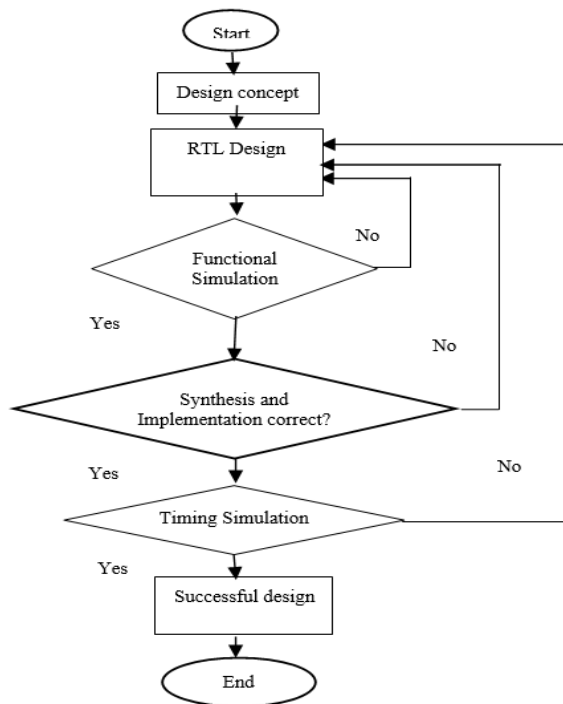 Start
Design concept
RTL Design
No
Functional
Simulation
Yes
No
Synthesis and
Implementation correct?
Yes
No
Timing Simulation
Yes
Successful design
End